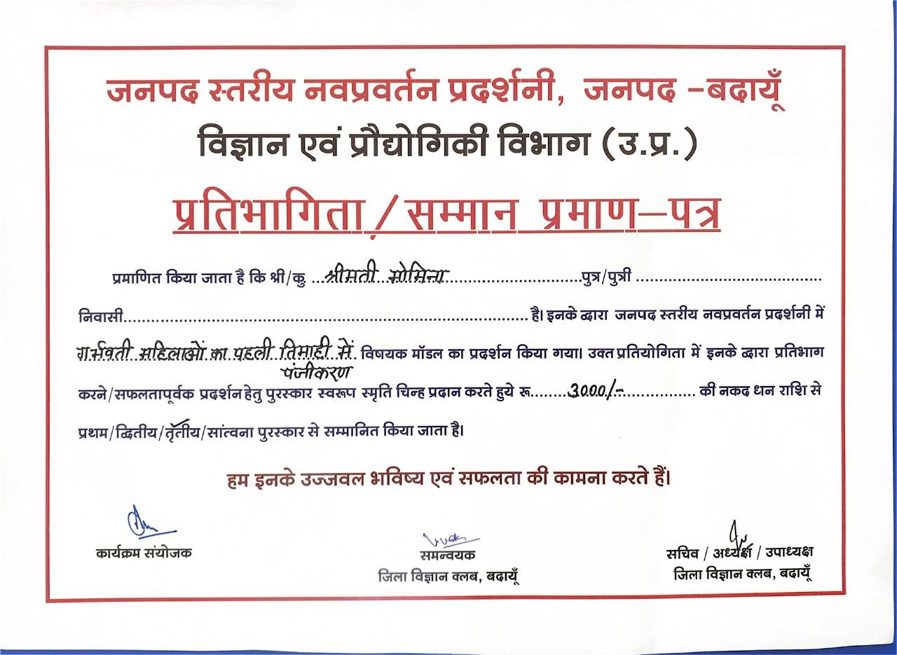 जनपद स्तरीय नवप्रवर्तन प्रदर्शनी, जनपद -बदायूँ
विज्ञान एवं प्रौद्योगिकी विभाग (उ.प्र.)
प्रतिभागिता/सम्मान प्रमाण-पत्र
प्रमाणित किया जाता है कि श्री/कु. ...श्रीमती मोमिना...पुत्र/पुत्री ...
निवासी... है। इनके द्वारा जनपद स्तरीय नवप्रवर्तन प्रदर्शनी में
गर्भवती महिलाओं का पहली तिमाही में विषयक मॉडल का प्रदर्शन किया गया। उक्त प्रतियोगिता में इनके द्वारा प्रतिभाग
पंजीकरण
करने/सफलतापूर्वक प्रदर्शन हेतु पुरस्कार स्वरूप स्मृति चिन्ह प्रदान करते हुये रू...3000/-... की नकद धन राशि से
प्रथम/द्वितीय/तृतीय/सांत्वना पुरस्कार से सम्मानित किया जाता है।
हम इनके उज्जवल भविष्य एवं सफलता की कामना करते हैं।
कार्यक्रम संयोजक
समन्वयक
जिला विज्ञान क्लब, बदायूँ
सचिव / अध्यक्ष / उपाध्यक्ष
जिला विज्ञान क्लब, बदायूँ